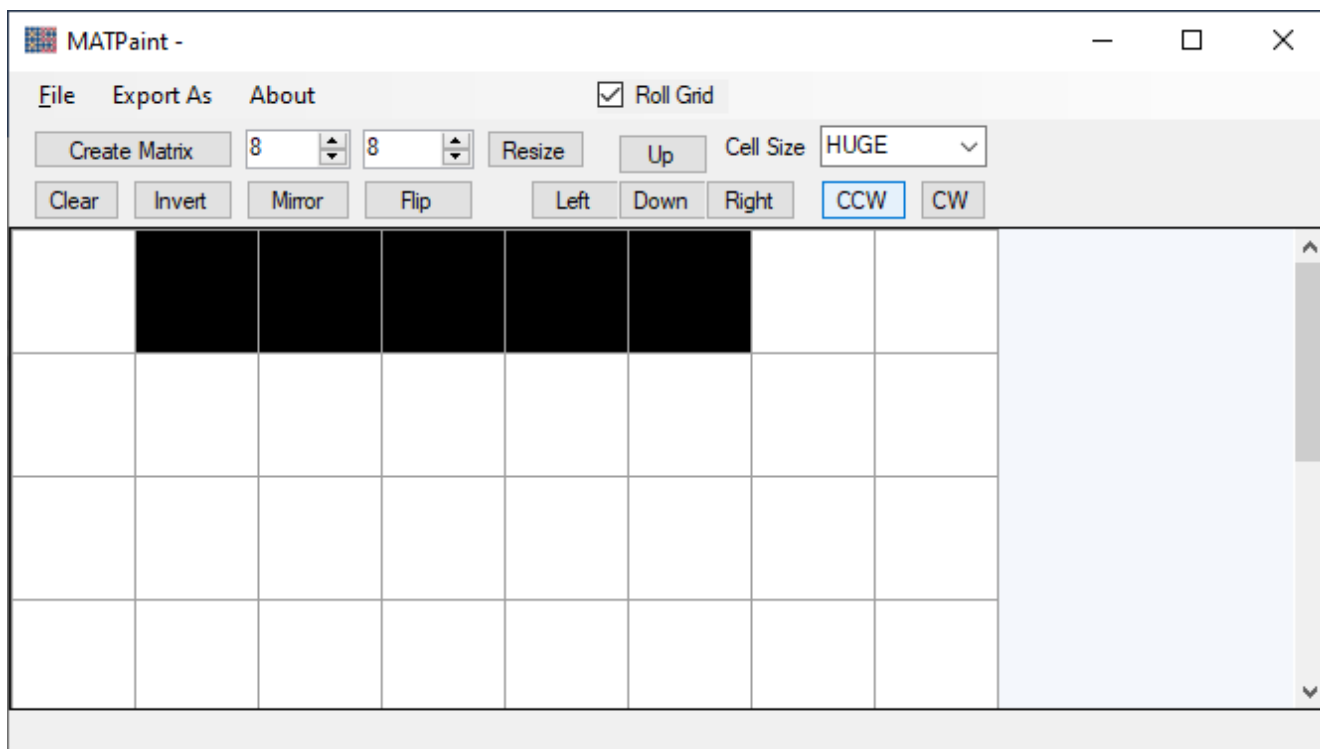 MATPaint -
File Export As About Roll Grid
Create Matrix 8 8 Resize Up Cell Size HUGE
Clear Invert Mirror Flip Left Down Right CCW CW